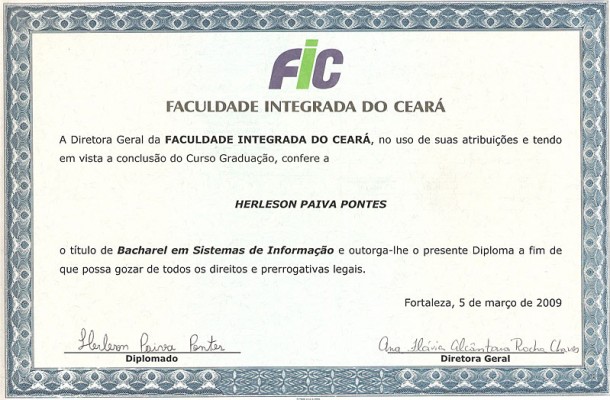 FIC
FACULDADE INTEGRADA DO CEARÁ
A Diretora Geral da FACULDADE INTEGRADA DO CEARÁ, no uso de suas atribuições e tendo
em vista a conclusão do Curso Graduação, confere a
HERLESON PAIVA PONTES
o título de Bacharel em Sistemas de Informação e outorga-lhe o presente Diploma a fim de
que possa gozar de todos os direitos e prerrogativas legais.
Fortaleza, 5 de março de 2009
Herleson Paiva Pontes
Ana Flávia Alcântara Rocha Chaves
Diplomado
Diretora Geral